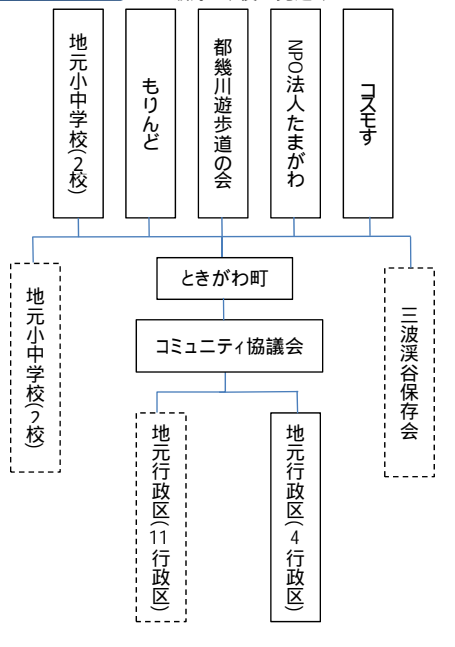 地元小中学校(2校)
もりんど
都幾川遊歩道の会
NPO法人たまがわ
コスモす
ときがわ町
コミュニティ協議会
地元小中学校(2校)
三波渓谷保存会
地元行政区(11行政区)
地元行政区(4行政区)